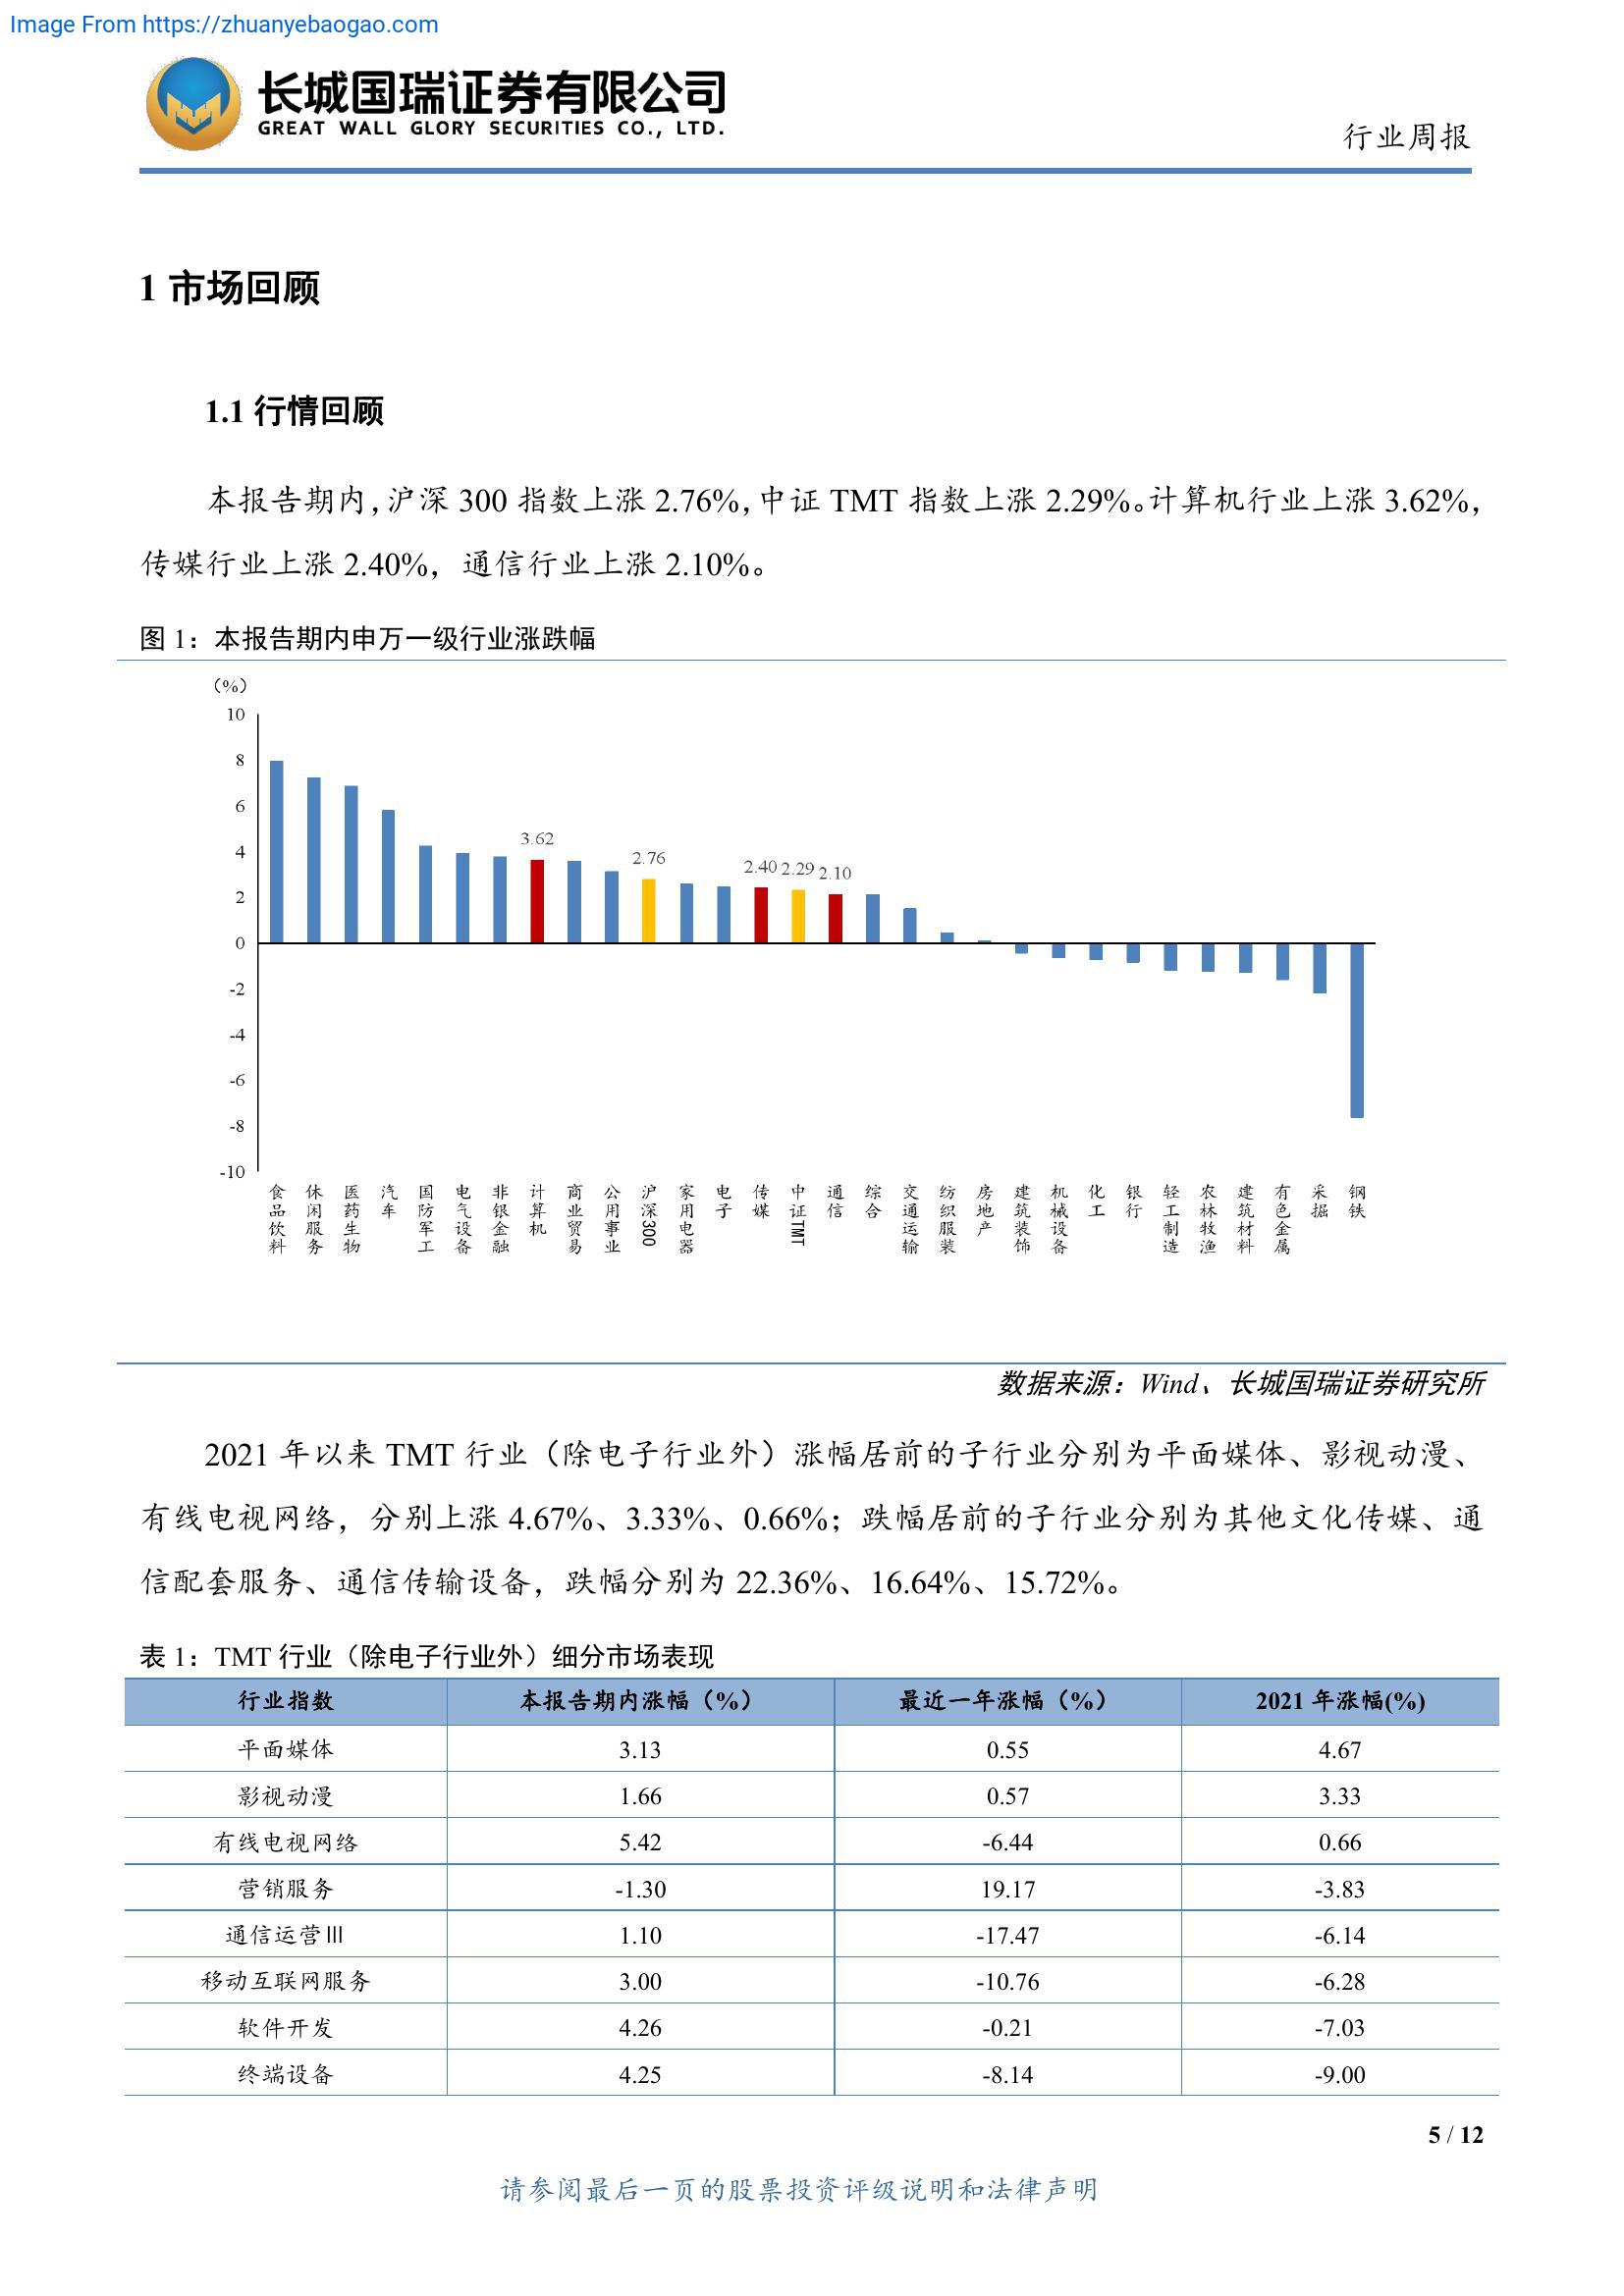 Image From https://zhuanyebaogao.com
长城国瑞证券有限公司
GREAT WALL GLORY SECURITIES CO., LTD.
行业周报
1 市场回顾
1.1 行情回顾
本报告期内，沪深 300 指数上涨 2.76%，中证 TMT 指数上涨 2.29%。计算机行业上涨 3.62%，
传媒行业上涨 2.40%，通信行业上涨 2.10%。
图 1：本报告期内申万一级行业涨跌幅
（%）
10
8
6
4
2
0
-2
-4
-6
-8
-10
3.62
2.76
2.40
2.29
2.10
食品饮料
休闲服务
医药生物
汽车
国防军工
电气设备
非银金融
计算机
商业贸易
公用事业
沪深300
家用电器
电子
传媒
中证TMT
通信
综合
交通运输
纺织服装
房地产
建筑装饰
机械设备
化工
银行
轻工制造
农林牧渔
建筑材料
有色金属
采掘
钢铁
数据来源：Wind、长城国瑞证券研究所
2021 年以来 TMT 行业（除电子行业外）涨幅居前的子行业分别为平面媒体、影视动漫、
有线电视网络，分别上涨 4.67%、3.33%、0.66%；跌幅居前的子行业分别为其他文化传媒、通
信配套服务、通信传输设备，跌幅分别为 22.36%、16.64%、15.72%。
表 1：TMT 行业（除电子行业外）细分市场表现
行业指数 本报告期内涨幅（%） 最近一年涨幅（%） 2021 年涨幅(%)
平面媒体 3.13 0.55 4.67
影视动漫 1.66 0.57 3.33
有线电视网络 5.42 -6.44 0.66
营销服务 -1.30 19.17 -3.83
通信运营Ⅲ 1.10 -17.47 -6.14
移动互联网服务 3.00 -10.76 -6.28
软件开发 4.26 -0.21 -7.03
终端设备 4.25 -8.14 -9.00
5 / 12
请参阅最后一页的股票投资评级说明和法律声明